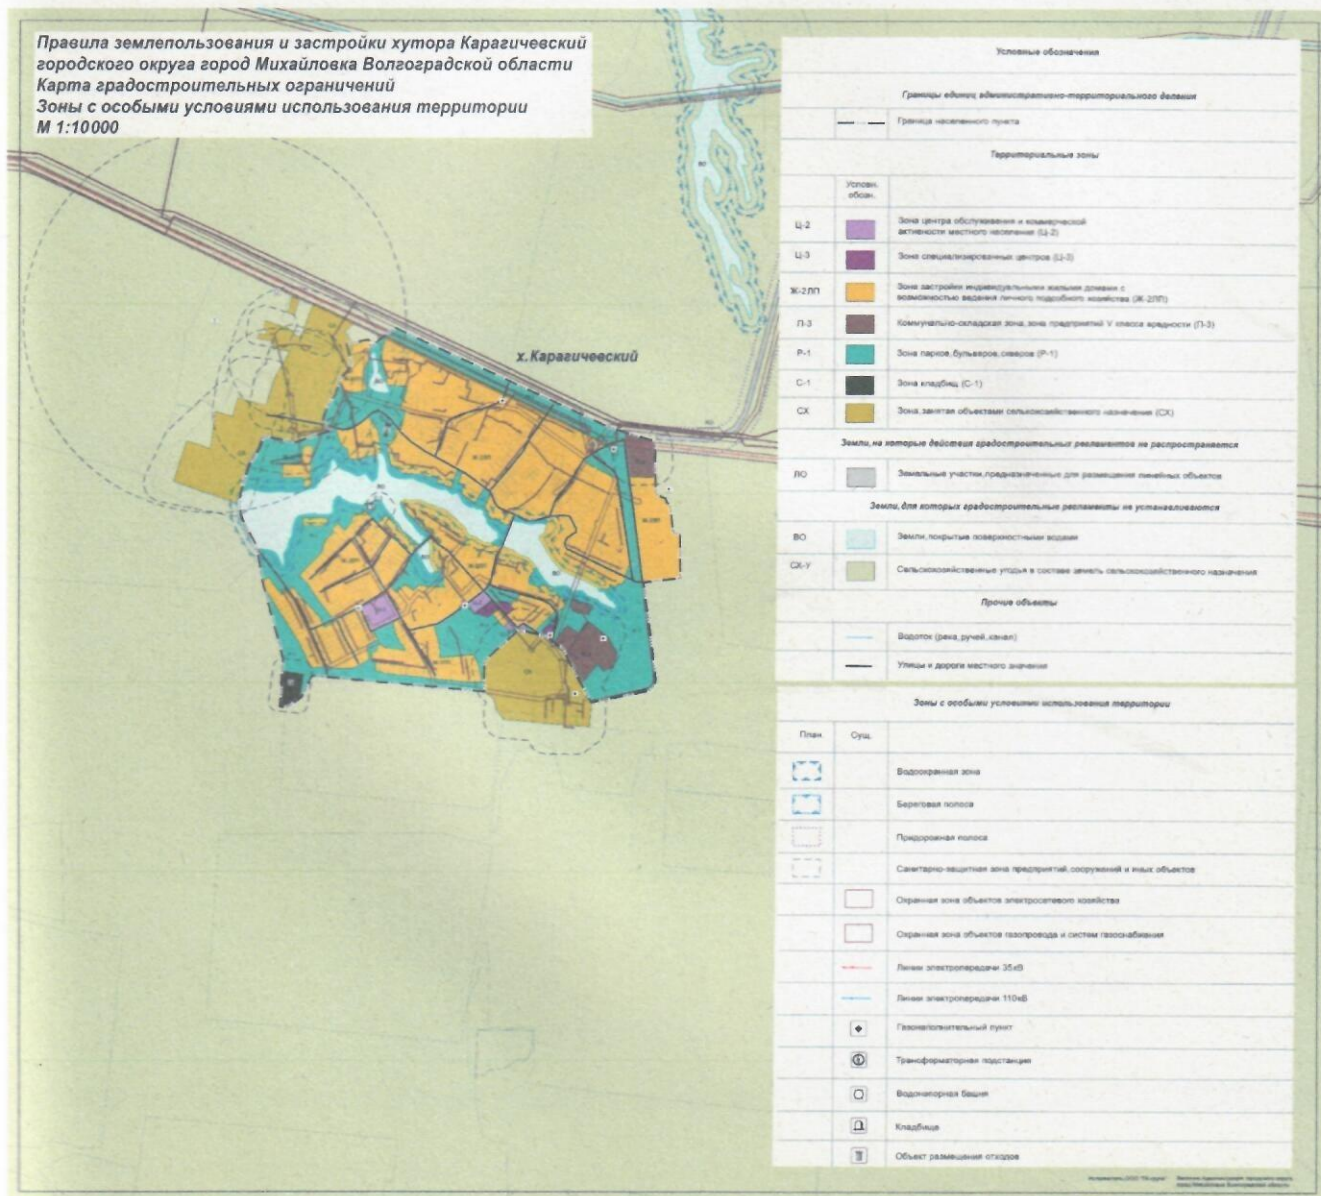 Правила землепользования и застройки хутора Карагичевский
городского округа город Михайловка Волгоградской области
Карта градостроительных ограничений
Зоны с особыми условиями использования территории
М 1:10000
х.Карагичевский
Условные обозначения
Границы единиц административно-территориального деления
Граница населенного пункта
Территориальные зоны
Условн.
обозн.
Ц-2
Зона центра обслуживания и коммерческой
активности местного населения (Ц-2)
Ц-3 Зона специализированных центров (Ц-3)
Ж-2ЛП
Зона застройки индивидуальными жилыми домами с
возможностью ведения личного подсобного хозяйства (Ж-2ЛП)
П-3 Коммунально-складская зона, зона предприятий V класса вредности (П-3)
Р-1 Зона парков, бульваров, скверов (Р-1)
С-1 Зона кладбищ (С-1)
СХ Зона, занятая объектами сельскохозяйственного назначения (СХ)
Земли, на которые действия градостроительных регламентов не распространяется
ЛО Земельные участки, предназначенные для размещения линейных объектов
Земли, для которых градостроительные регламенты не устанавливаются
ВО Земли, покрытые поверхностными водами
СХ-У Сельскохозяйственные угодья в составе земель сельскохозяйственного назначения
Прочие объекты
Водоток (река, ручей, канал)
Улицы и дороги местного значения
Зоны с особыми условиями использования территории
План. Сущ.
Водоохранная зона
Береговая полоса
Придорожная полоса
Санитарно-защитная зона предприятий, сооружений и иных объектов
Охранная зона объектов электросетевого хозяйства
Охранная зона объектов газопровода и систем газоснабжения
Линии электропередачи 35кВ
Линии электропередачи 110кВ
Газонаполнительный пункт
Трансформаторная подстанция
Водонапорная башня
Кладбище
Объект размещения отходов